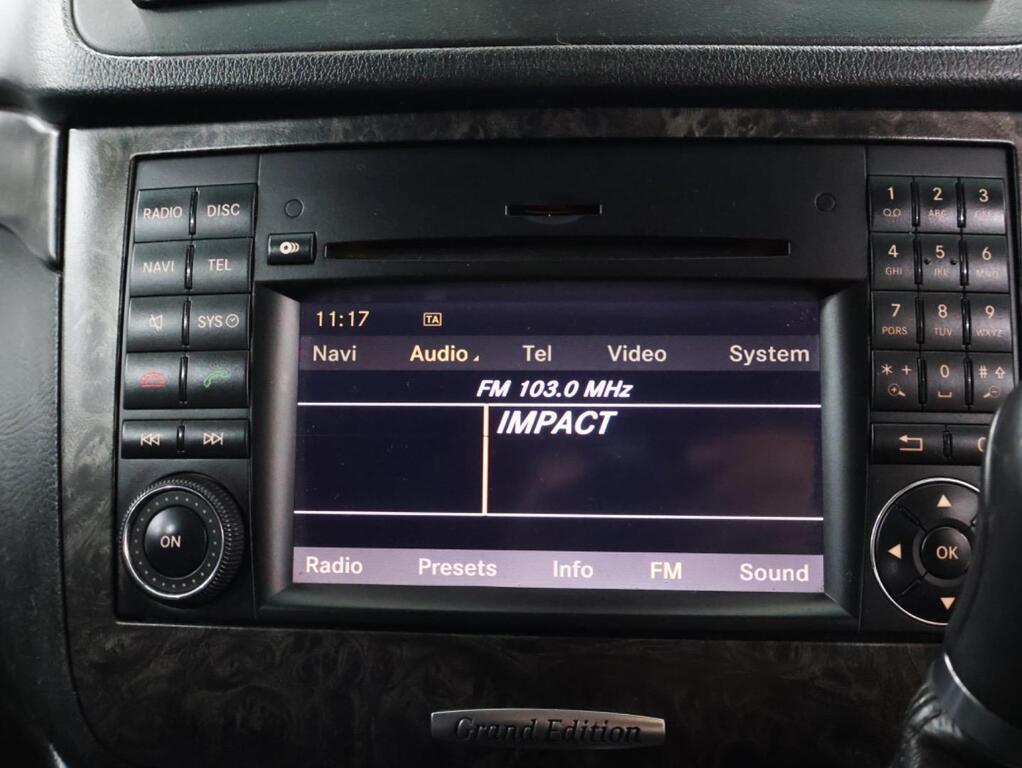 RADIO DISC
NAVI TEL
SYS
ON
11:17 TA
Navi Audio Tel Video System
FM 103.0 MHz
IMPACT
Radio Presets Info FM Sound
1 2 3
ABC
4 5 6
GHI JKL MNO
7 8 9
PQRS TUV WXYZ
* + 0 #
OK
Grand Edition